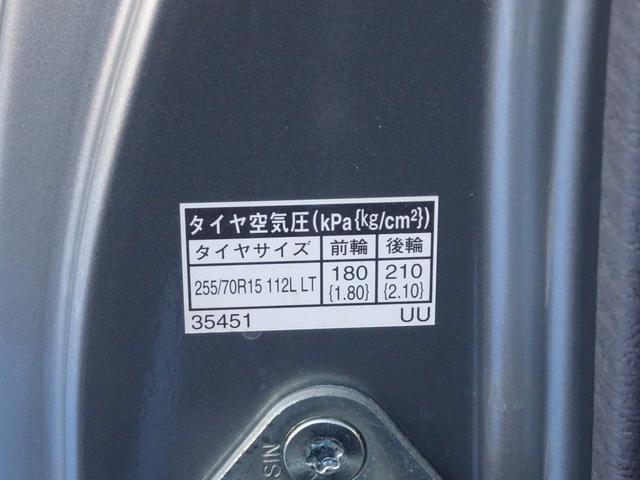 タイヤ空気圧(kPa{kg/cm²})
タイヤサイズ 前輪 後輪
255/70R15 112L LT 180 210
{1.80} {2.10}
35451 UU
SIN